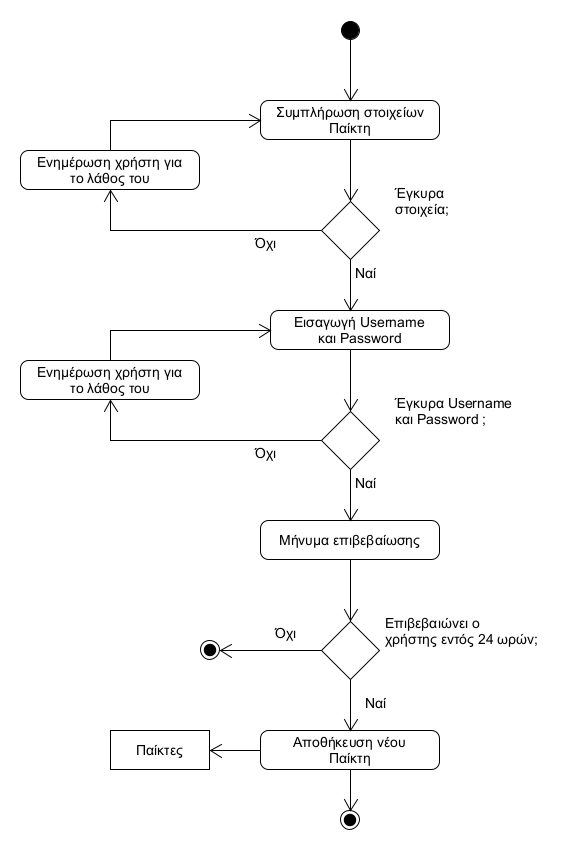 Συμπλήρωση στοιχείων
Παίκτη
Ενημέρωση χρήστη για
το λάθος του
Έγκυρα
στοιχεία;
Όχι
Ναί
Εισαγωγή Username
και Password
Ενημέρωση χρήστη για
το λάθος του
Έγκυρα Username
και Password ;
Όχι
Ναί
Μήνυμα επιβεβαίωσης
Επιβεβαιώνει ο
χρήστης εντός 24 ωρών;
Όχι
Ναί
Αποθήκευση νέου
Παίκτη
Παίκτες